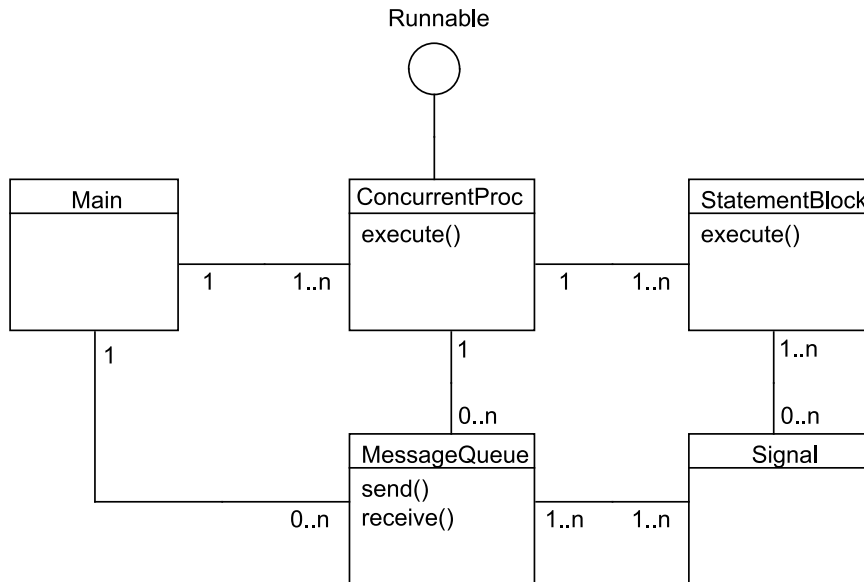 Runnable
Main
ConcurrentProc
StatementBlock
execute()
execute()
1
1..n
1
1..n
1
1
1..n
0..n
0..n
MessageQueue
Signal
send()
receive()
0..n
1..n
1..n